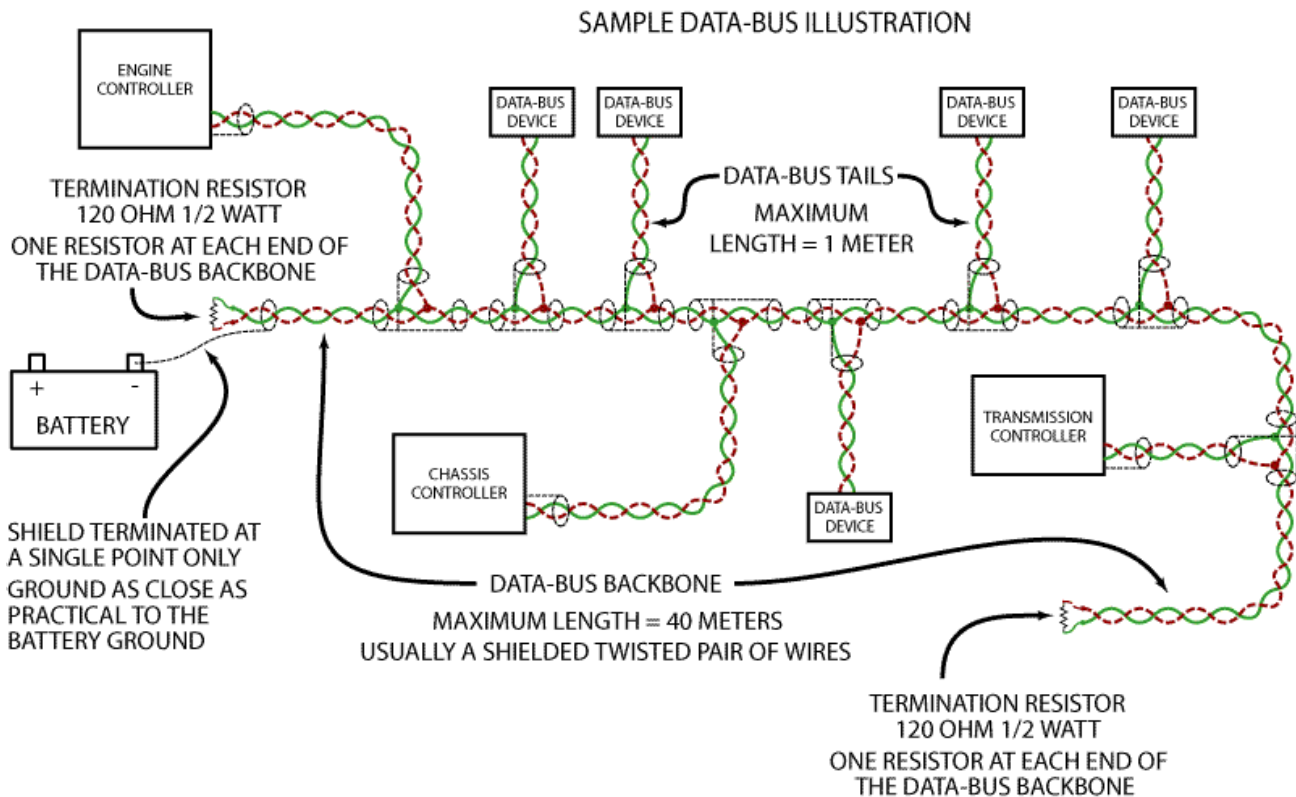 SAMPLE DATA-BUS ILLUSTRATION
ENGINE
CONTROLLER
DATA-BUS
DEVICE
DATA-BUS
DEVICE
DATA-BUS
DEVICE
DATA-BUS
DEVICE
TERMINATION RESISTOR
120 OHM 1/2 WATT
ONE RESISTOR AT EACH END OF
THE DATA-BUS BACKBONE
DATA-BUS TAILS
MAXIMUM
LENGTH = 1 METER
+ -
BATTERY
CHASSIS
CONTROLLER
DATA-BUS
DEVICE
TRANSMISSION
CONTROLLER
SHIELD TERMINATED AT
A SINGLE POINT ONLY
GROUND AS CLOSE AS
PRACTICAL TO THE
BATTERY GROUND
DATA-BUS BACKBONE
MAXIMUM LENGTH = 40 METERS
USUALLY A SHIELDED TWISTED PAIR OF WIRES
TERMINATION RESISTOR
120 OHM 1/2 WATT
ONE RESISTOR AT EACH END OF
THE DATA-BUS BACKBONE